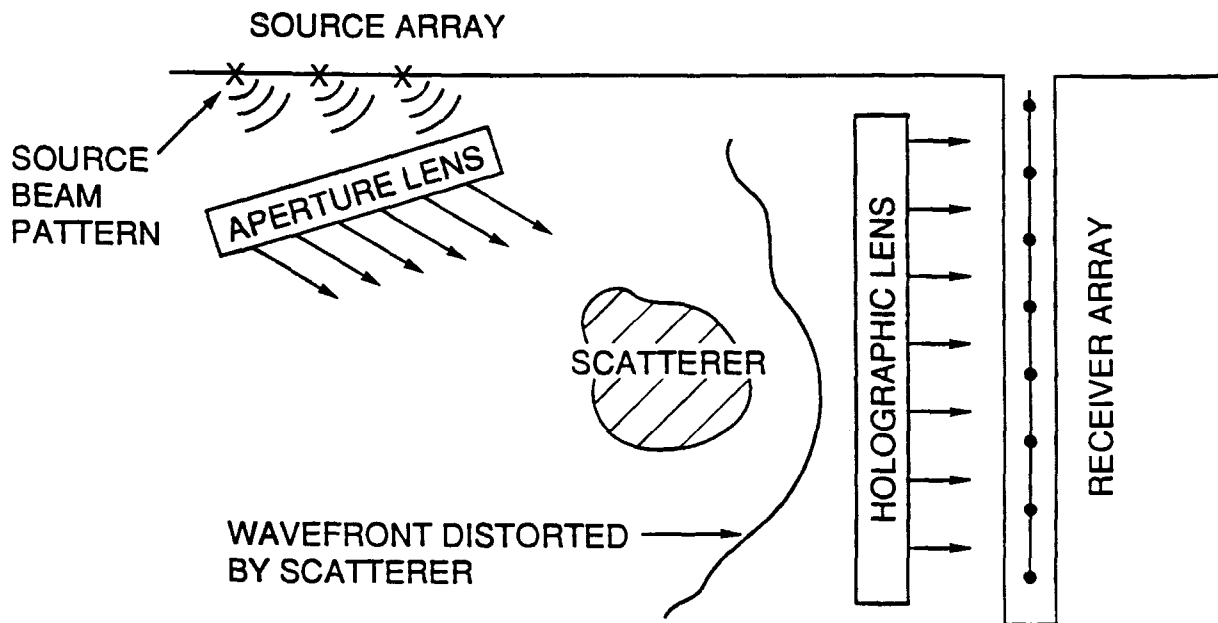 SOURCE ARRAY
SOURCE
BEAM
PATTERN
APERTURE LENS
SCATTERER
WAVEFRONT DISTORTED
BY SCATTERER
HOLOGRAPHIC LENS
RECEIVER ARRAY